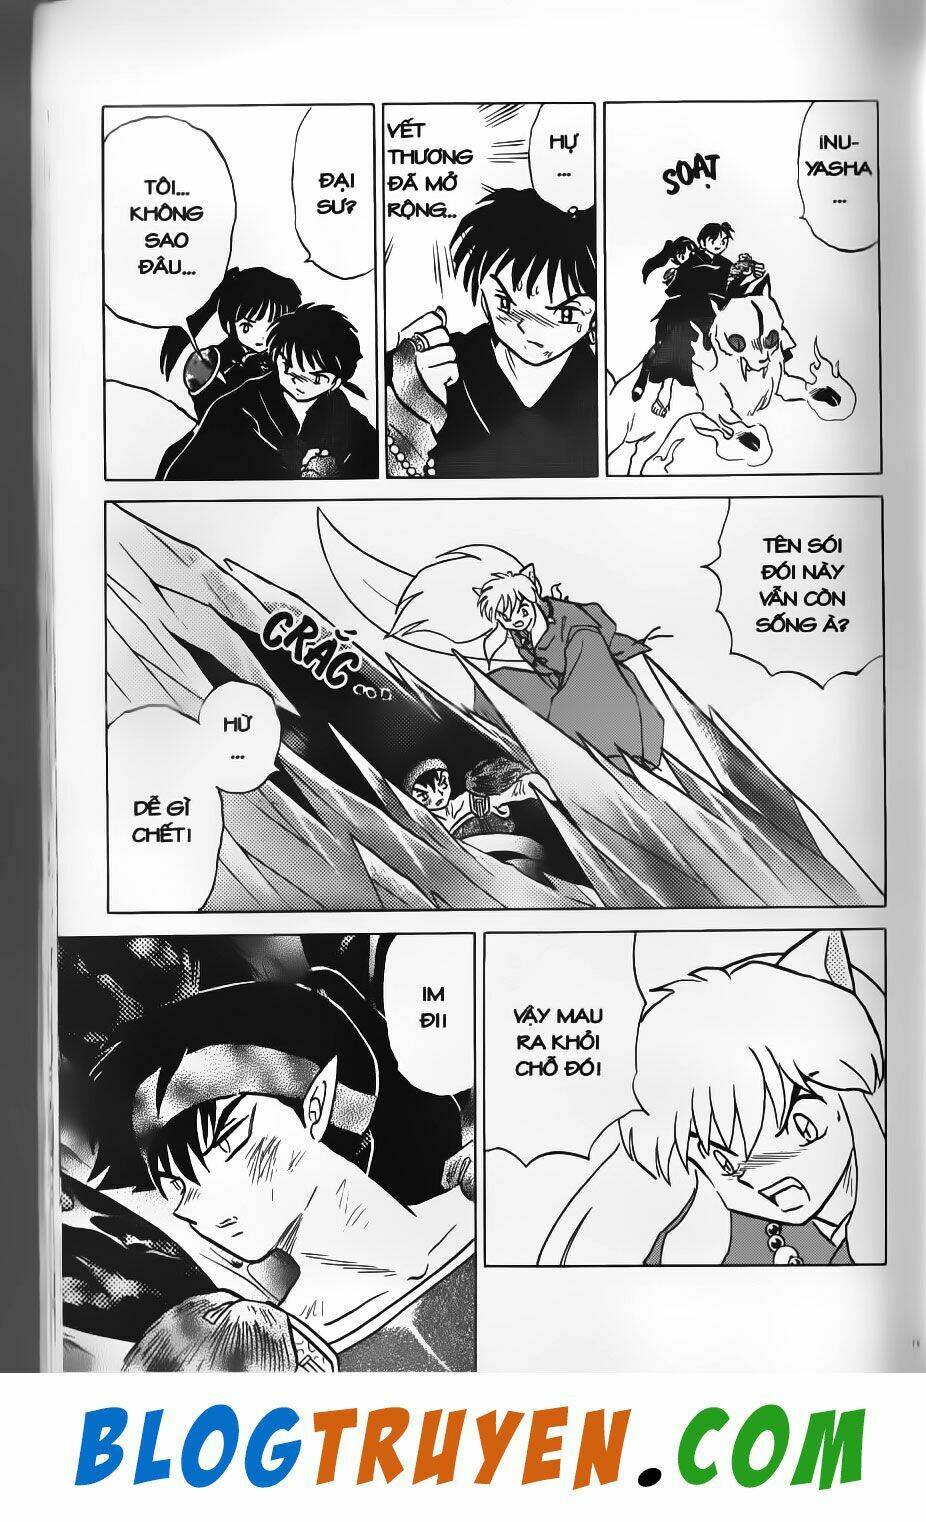 INU-
YASHA
...
SOẠT
HỰ
...
VẾT
THƯƠNG
ĐÃ MỞ
RỘNG...
ĐẠI
SƯ?
TÔI...
KHÔNG
SAO
ĐÂU...
TÊN SÓI
ĐÓI NÀY
VẪN CÒN
SỐNG À?
CRẮC...
HỪ
...
DỄ GÌ
CHẾT!
VẬY MAU
RA KHỎI
CHỖ ĐÓ!
IM
ĐI!
BLOGTRUYEN.COM